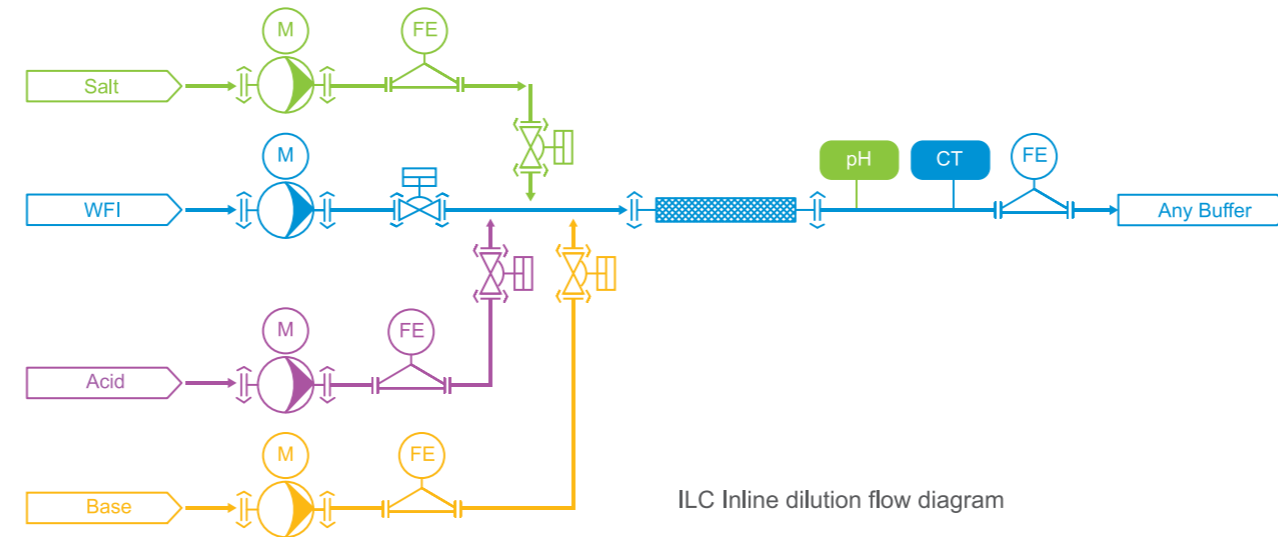 M
FE
Salt
M
pH
CT
FE
WFI
Any Buffer
M
FE
Acid
M
FE
Base
ILC Inline dilution flow diagram